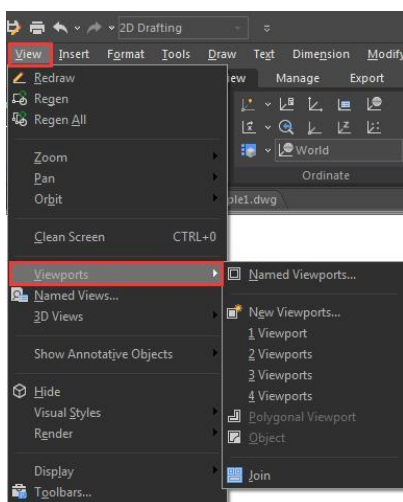 2D Drafting
View Insert Format Tools Draw Text Dimension Modify
Redraw
Regen
Regen All
Zoom
Pan
Orbit
Clean Screen CTRL+0
Viewports
Named Views...
3D Views
Show Annotative Objects
Hide
Visual Styles
Render
Display
Toolbars...
iew Manage Export
World
Ordinate
ple1.dwg
Named Viewports...
New Viewports...
1 Viewport
2 Viewports
3 Viewports
4 Viewports
Polygonal Viewport
Object
Join